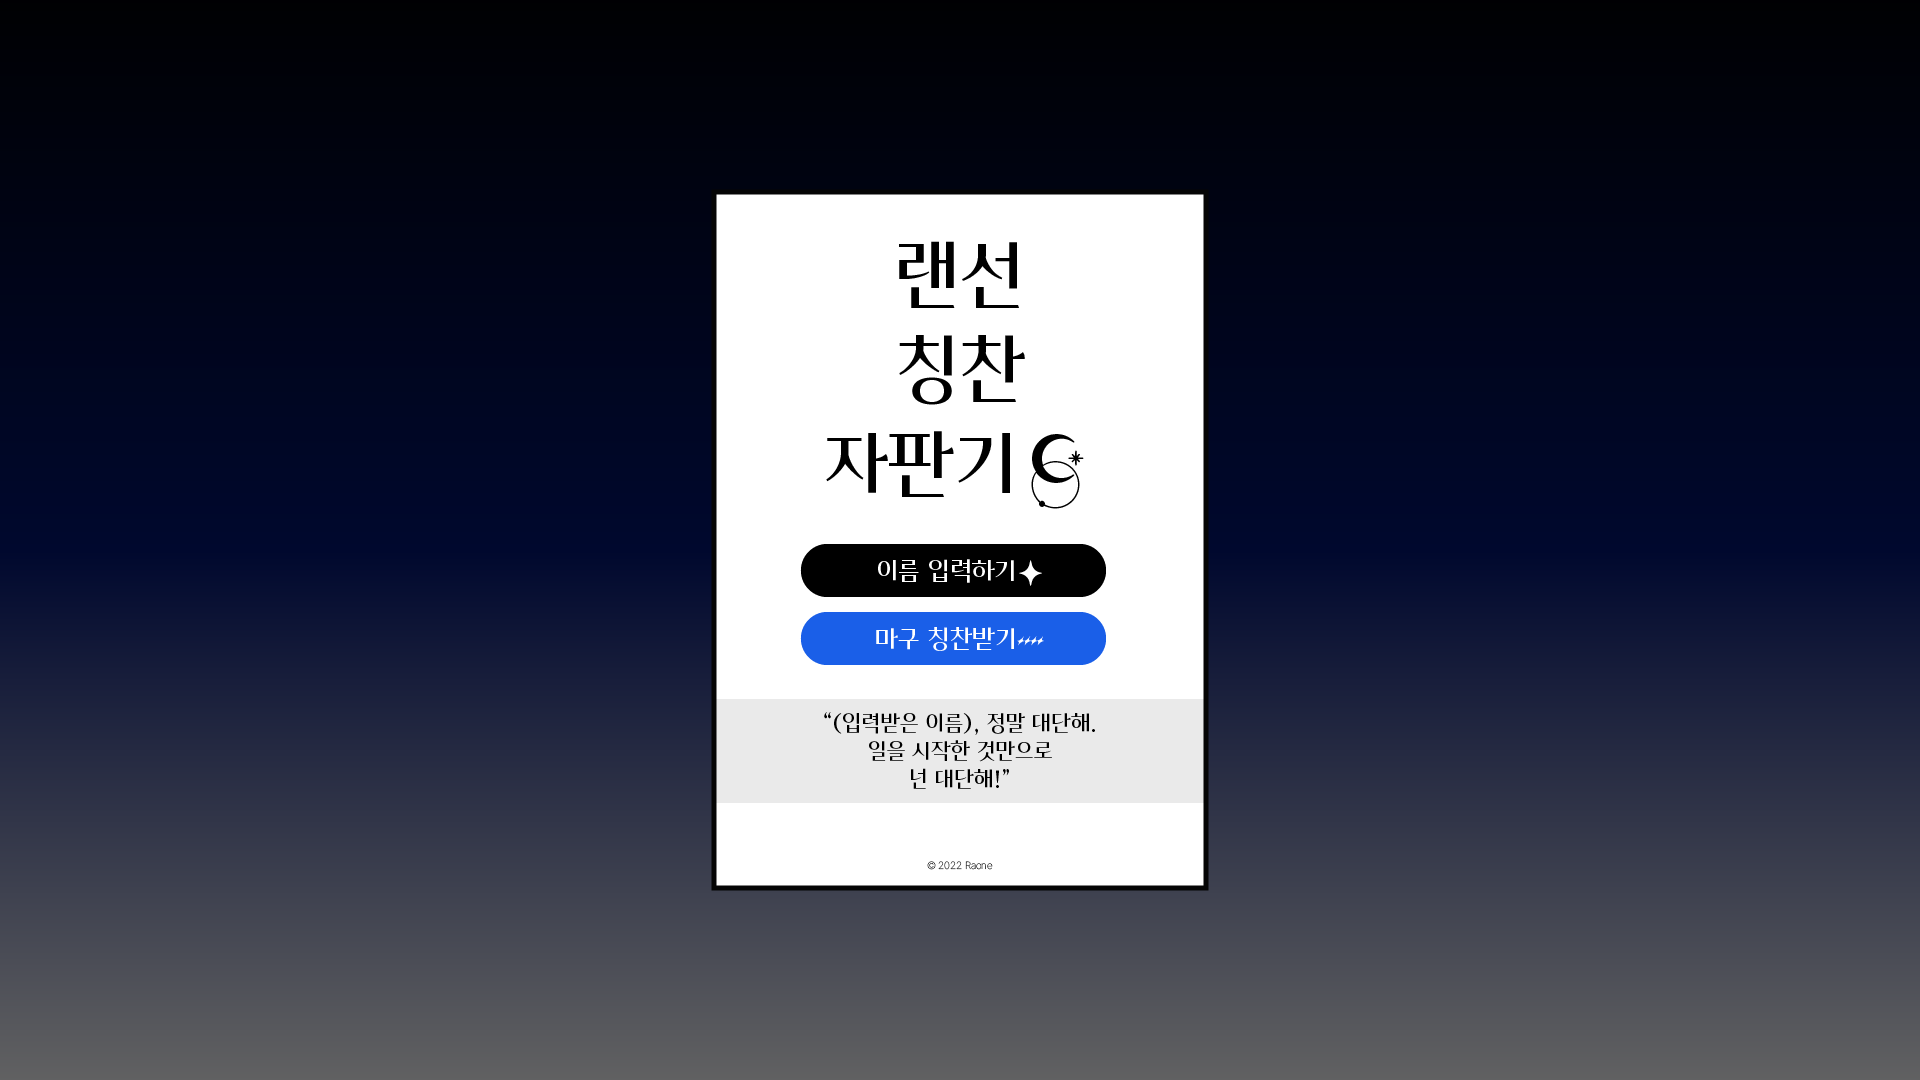 랜선
칭찬
자판기
이름 입력하기
마구 칭찬받기
“(입력받은 이름), 정말 대단해.
일을 시작한 것만으로
넌 대단해!”
© 2022 Raone